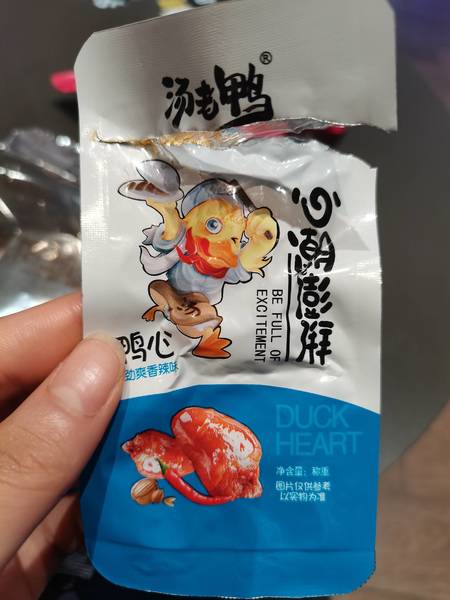 汤老鸭®
心潮澎湃
BE FULL OF
EXCITEMENT
鸭心
劲爽香辣味
DUCK
HEART
净含量：称重
图片仅供参考
以实物为准